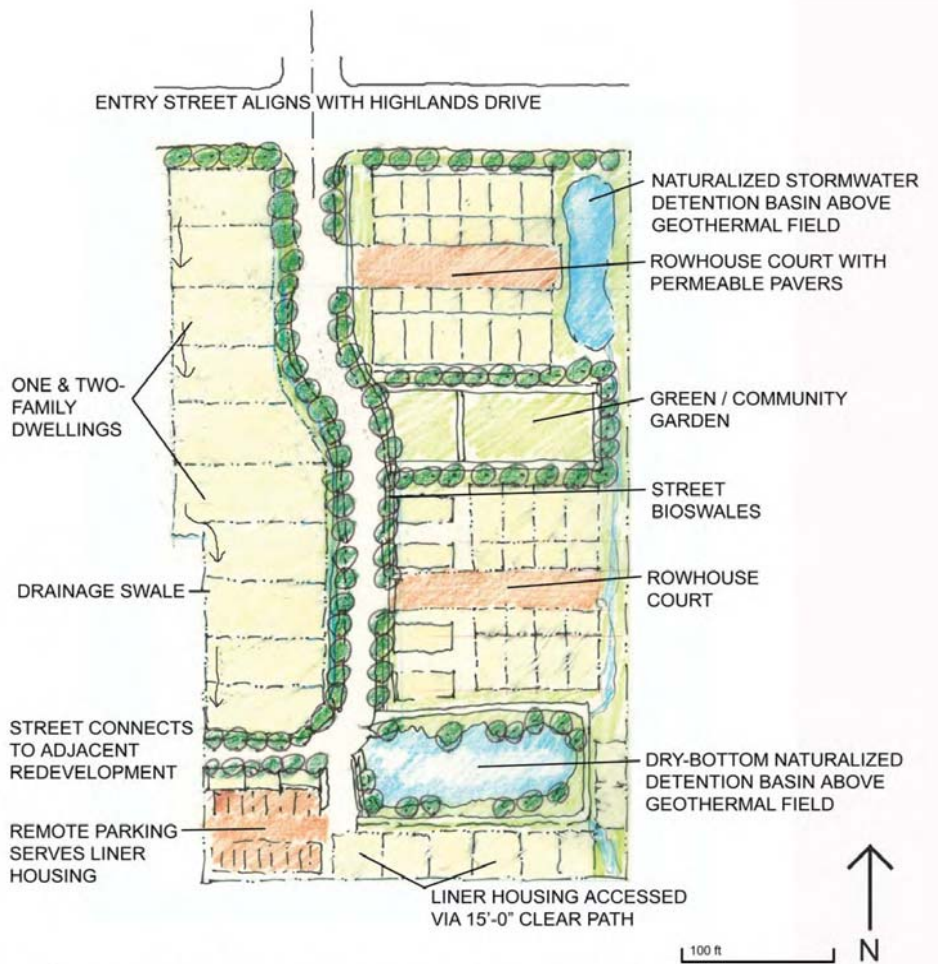 ENTRY STREET ALIGNS WITH HIGHLANDS DRIVE
NATURALIZED STORMWATER
DETENTION BASIN ABOVE
GEOTHERMAL FIELD
ROWHOUSE COURT WITH
PERMEABLE PAVERS
ONE & TWO-
FAMILY
DWELLINGS
GREEN / COMMUNITY
GARDEN
STREET
BIOSWALES
DRAINAGE SWALE
ROWHOUSE
COURT
STREET CONNECTS
TO ADJACENT
REDEVELOPMENT
DRY-BOTTOM NATURALIZED
DETENTION BASIN ABOVE
GEOTHERMAL FIELD
REMOTE PARKING
SERVES LINER
HOUSING
LINER HOUSING ACCESSED
VIA 15'-0" CLEAR PATH
100 ft
N